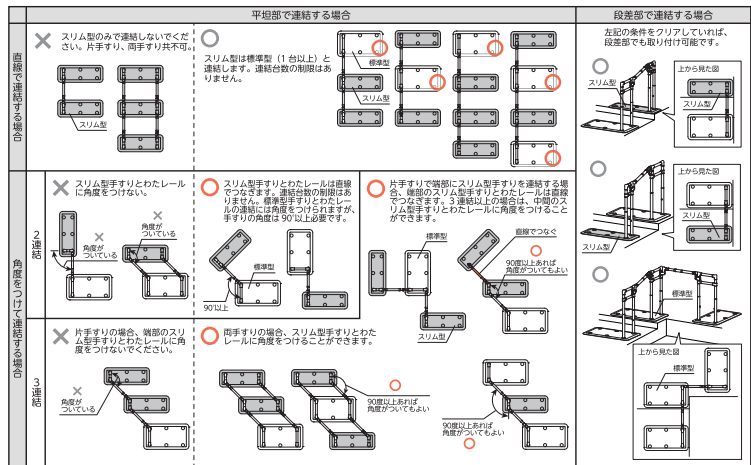 平坦部で連結する場合
段差部で連結する場合
直線で連結する場合
スリム型のみで連結しないでくだ
さい。片手すり、両手すり共不可。
スリム型
スリム型は標準型（1台以上）と
連結します。連結台数の制限はあ
りません。
標準型
スリム型
左記の条件をクリアしていれば、
段差部でも取り付け可能です。
スリム型
上から見た図
スリム型
スリム型
上から見た図
スリム型
標準型
上から見た図
標準型
角度をつけて連結する場合
2連結
スリム型手すりとわたレール
に角度をつけない。
角度が
ついている
角度が
ついている
スリム型手すりとわたレールは直線
でつなぎます。連結台数の制限はあ
りません。標準型手すりとわたレー
ルの連結には角度をつけられますが、
手すりの角度は90°以上必要です。
標準型
90°以上
片手すりで端部にスリム型手すりを連結する場
合、端部のスリム型手すりとわたレールは直線
でつなぎます。3連結以上の場合は、中間のス
リム型手すりとわたレールに角度をつけること
ができます。
標準型
直線でつなぐ
90度以上あれば
角度がついてもよい
スリム型
3連結
片手すりの場合、端部のスリ
ム型手すりとわたレールに角
度をつけないでください。
角度が
ついている
両手すりの場合、スリム型手すりとわた
レールに角度をつけることができます。
90度以上あれば
角度がついてもよい
90度以上あれば
角度がついてもよい